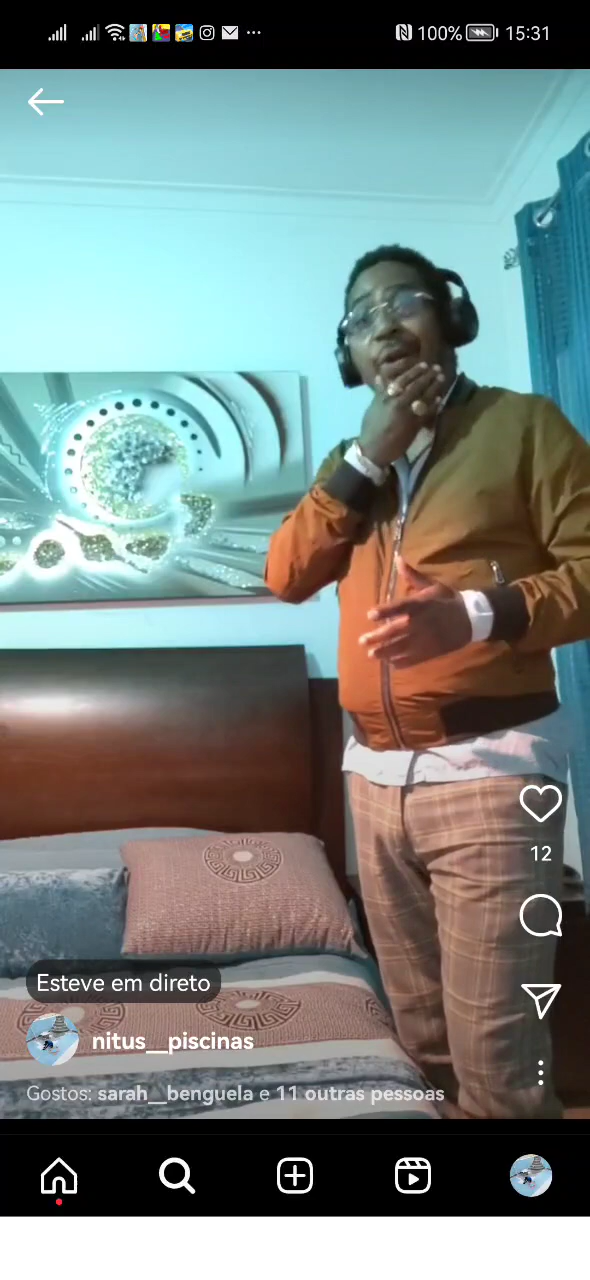 100% 15:31
12
Esteve em direto
nitus__piscinas
Gostos: sarah__benguela e 11 outras pessoas